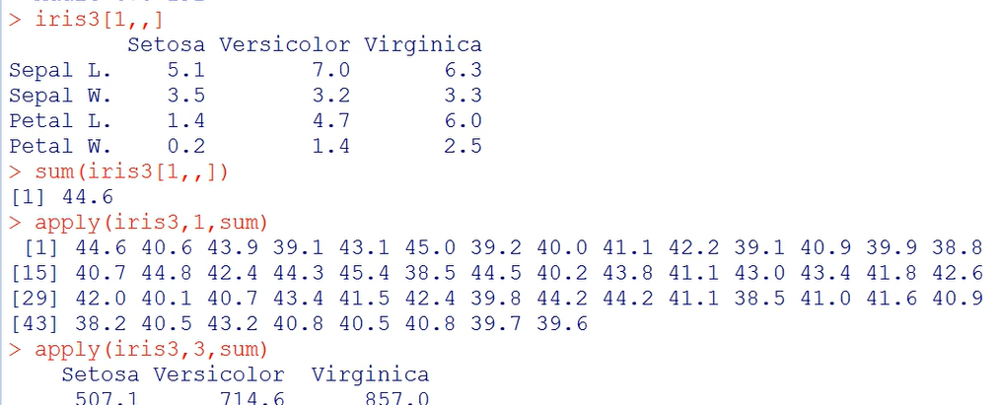 > iris3[1,,]
Setosa Versicolor Virginica
Sepal L. 5.1 7.0 6.3
Sepal W. 3.5 3.2 3.3
Petal L. 1.4 4.7 6.0
Petal W. 0.2 1.4 2.5
> sum(iris3[1,,])
[1] 44.6
> apply(iris3,1,sum)
[1] 44.6 40.6 43.9 39.1 43.1 45.0 39.2 40.0 41.1 42.2 39.1 40.9 39.9 38.8
[15] 40.7 44.8 42.4 44.3 45.4 38.5 44.5 40.2 43.8 41.1 43.0 43.4 41.8 42.6
[29] 42.0 40.1 40.7 43.4 41.5 42.4 39.8 44.2 44.2 41.1 38.5 41.0 41.6 40.9
[43] 38.2 40.5 43.2 40.8 40.5 40.8 39.7 39.6
> apply(iris3,3,sum)
Setosa Versicolor Virginica
507.1 714.6 857.0